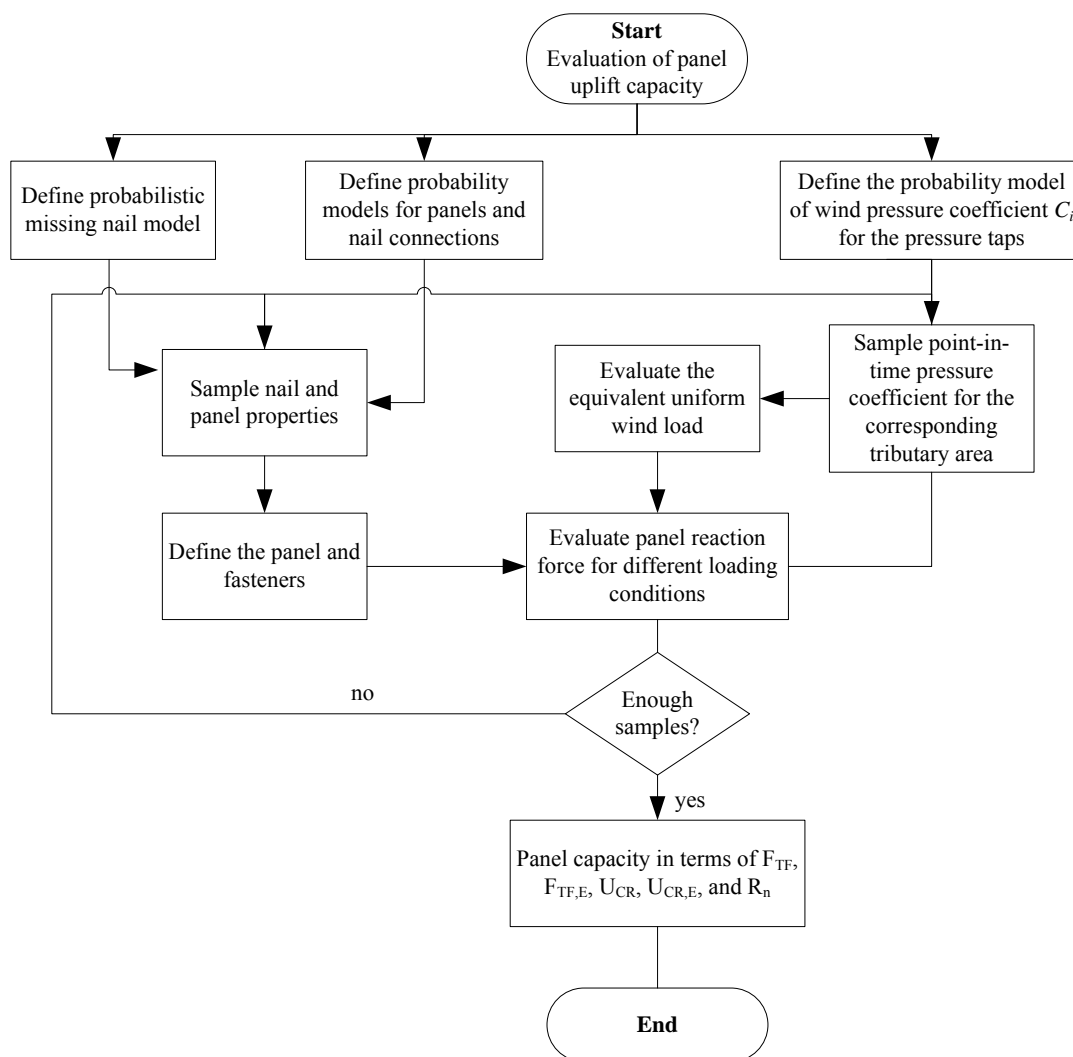 Start
Evaluation of panel
uplift capacity
Define probabilistic
missing nail model
Define probability
models for panels and
nail connections
Define the probability model
of wind pressure coefficient Ci
for the pressure taps
Sample nail and
panel properties
Evaluate the
equivalent uniform
wind load
Sample point-in-
time pressure
coefficient for the
corresponding
tributary area
Define the panel and
fasteners
Evaluate panel reaction
force for different loading
conditions
no
Enough
samples?
yes
Panel capacity in terms of FTF,
FTF,E, UCR, UCR,E, and Rn
End